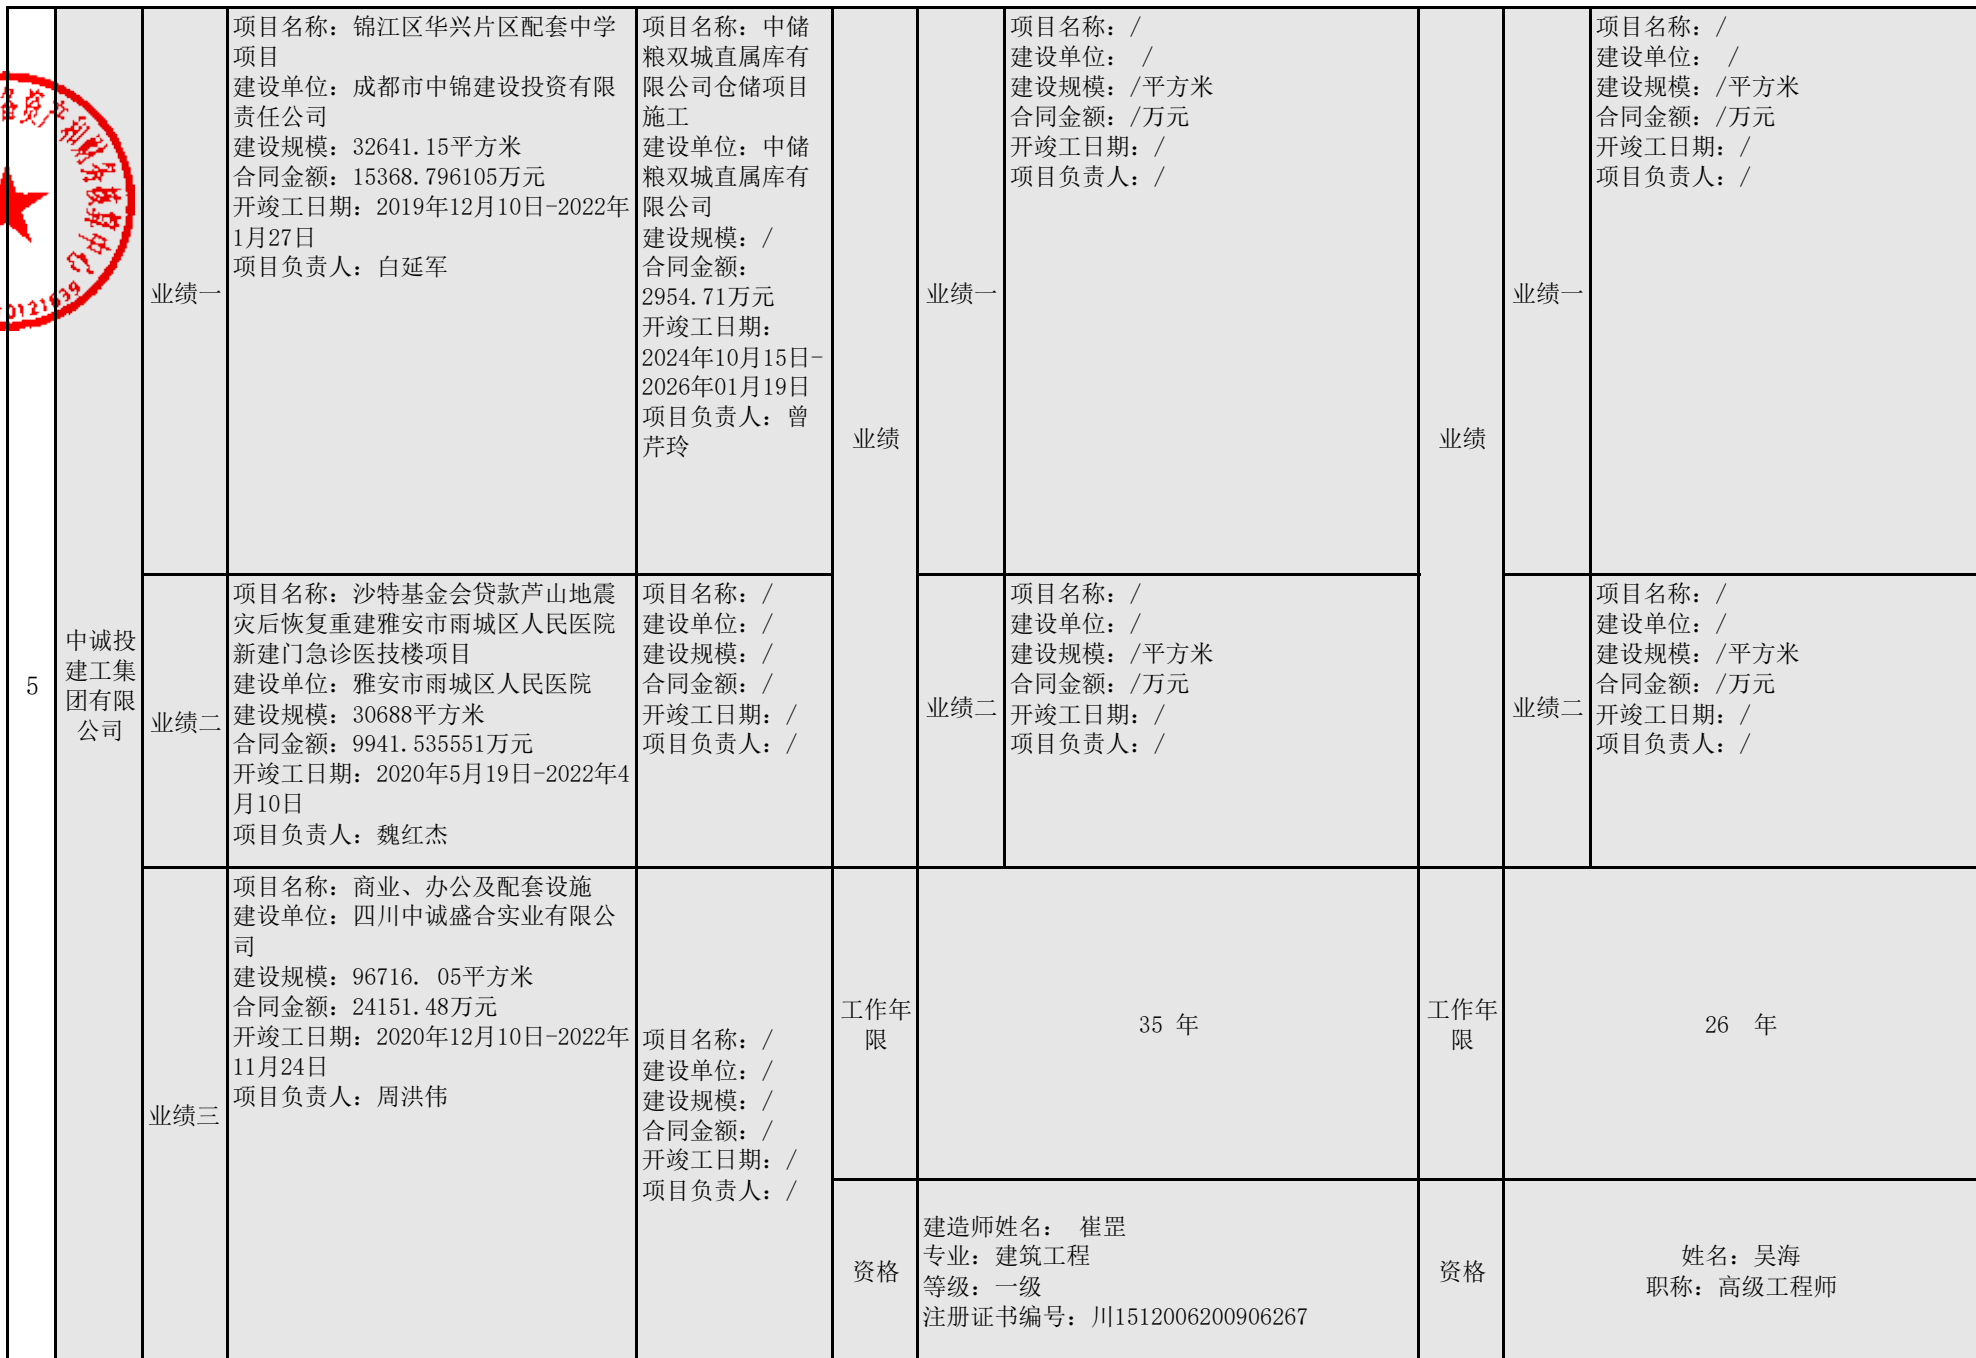 5
中诚投
建工集
团有限
公司
业绩一
项目名称：锦江区华兴片区配套中学
项目
建设单位：成都市中锦建设投资有限
责任公司
建设规模：32641.15平方米
合同金额：15368.796105万元
开竣工日期：2019年12月10日-2022年
1月27日
项目负责人：白延军
项目名称：中储
粮双城直属库有
限公司仓储项目
施工
建设单位：中储
粮双城直属库有
限公司
建设规模：/
合同金额：
2954.71万元
开竣工日期：
2024年10月15日-
2026年01月19日
项目负责人：曾
芹玲
业绩
业绩一
项目名称：/
建设单位： /
建设规模：/平方米
合同金额：/万元
开竣工日期：/
项目负责人：/
业绩
业绩一
项目名称：/
建设单位： /
建设规模：/平方米
合同金额：/万元
开竣工日期：/
项目负责人：/
业绩二
项目名称：沙特基金会贷款芦山地震
灾后恢复重建雅安市雨城区人民医院
新建门急诊医技楼项目
建设单位：雅安市雨城区人民医院
建设规模：30688平方米
合同金额：9941.535551万元
开竣工日期：2020年5月19日-2022年4
月10日
项目负责人：魏红杰
项目名称：/
建设单位：/
建设规模：/
合同金额：/
开竣工日期：/
项目负责人：/
业绩二
项目名称：/
建设单位：/
建设规模：/平方米
合同金额：/万元
开竣工日期：/
项目负责人：/
业绩二
项目名称：/
建设单位：/
建设规模：/平方米
合同金额：/万元
开竣工日期：/
项目负责人：/
业绩三
项目名称：商业、办公及配套设施
建设单位：四川中诚盛合实业有限公
司
建设规模：96716. 05平方米
合同金额：24151.48万元
开竣工日期：2020年12月10日-2022年
11月24日
项目负责人：周洪伟
项目名称：/
建设单位：/
建设规模：/
合同金额：/
开竣工日期：/
项目负责人：/
工作年
限
35 年
工作年
限
26 年
资格
建造师姓名： 崔罡
专业：建筑工程
等级：一级
注册证书编号：川1512006200906267
资格
姓名：吴海
职称：高级工程师
资产和财务核算中心